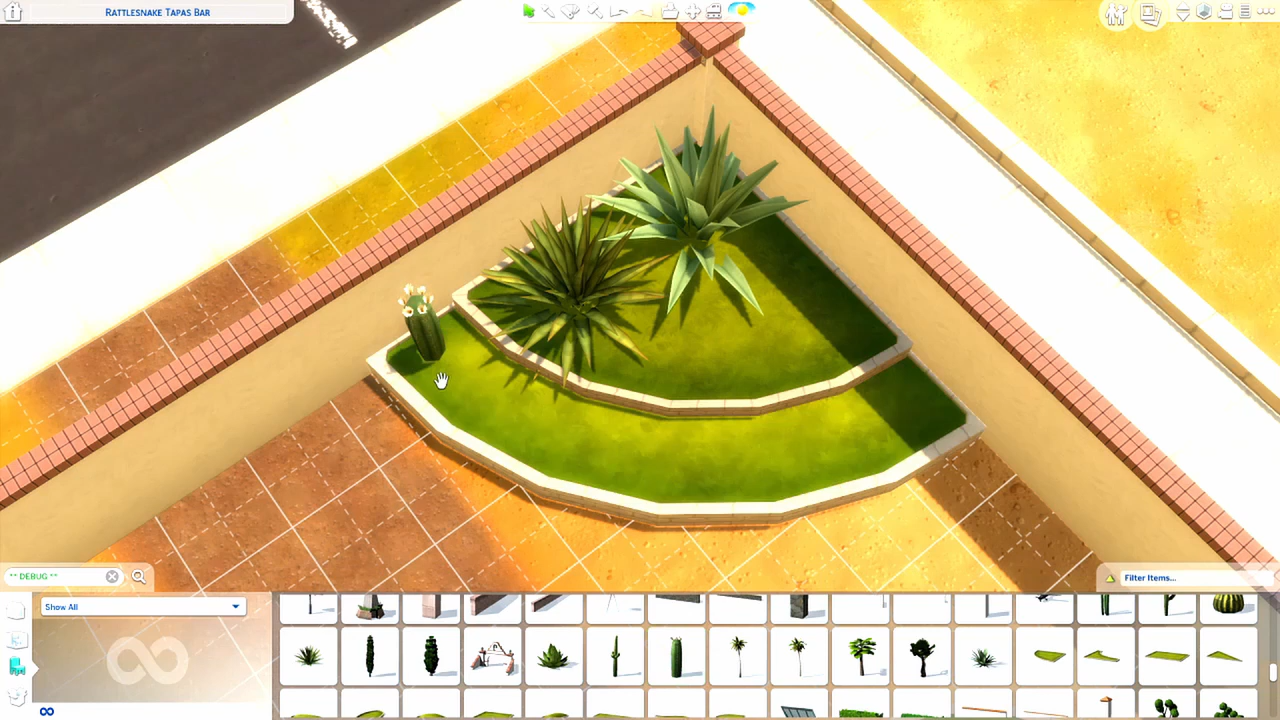 Rattlesnake Tapas Bar
** DEBUG **
Filter Items...
Show All